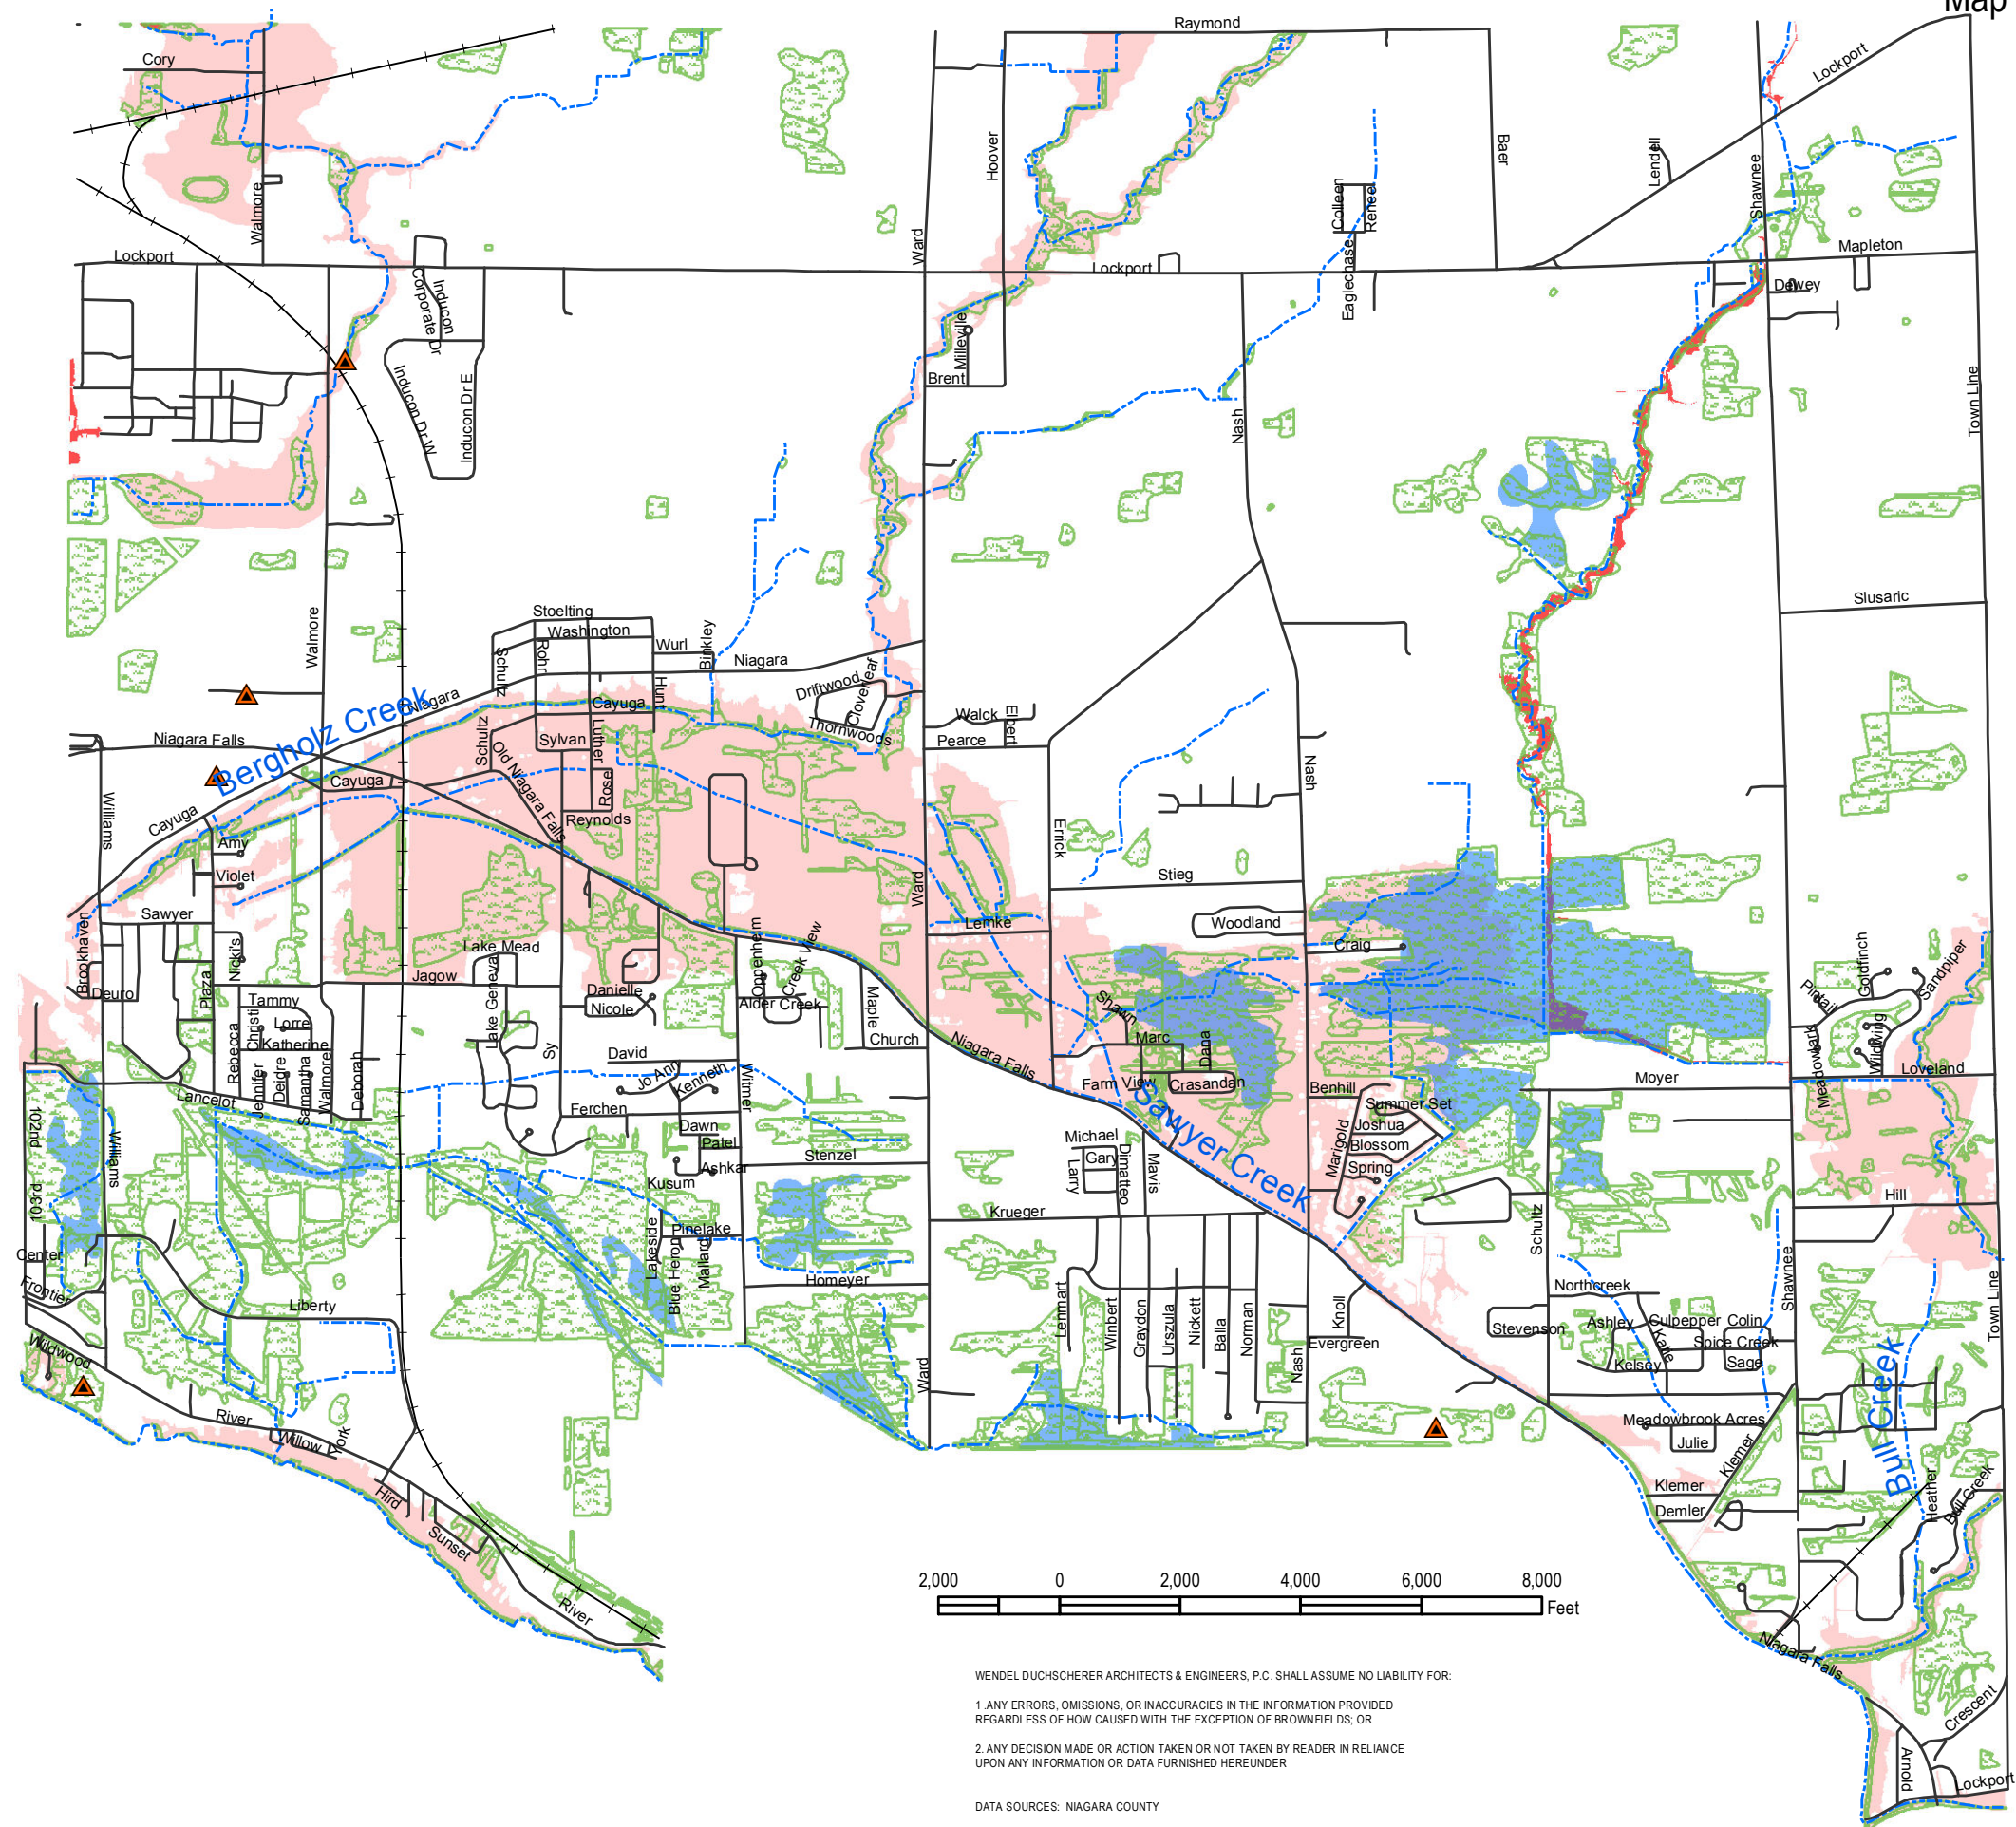 Map
Raymond
Cory
Lockport
Hoover
Baer
Lendell
Shawnee
Walmore
Colleen
Renee
Ward
Lockport
Lockport
Eaglechase
Mapleton
Dewey
Inducon
Corporate Dr
Milleville
Brent
Inducon Dr W
Inducon Dr E
Nash
Town Line
Walmore
Stoelting
Washington
Wurl
Binkley
Niagara
Schultz
Rohr
Slusaric
Hunt
Cayuga
Driftwood
Cloverleaf
Thornwoods
Niagara
Bergholz Creek
Niagara Falls
Schultz
Sylvan
Luther
Old Niagara Falls
Rose
Reynolds
Walck
Elbert
Pearce
Cayuga
Cayuga
Williams
Amy
Violet
Nash
Errick
Stieg
Ward
Lemke
Woodland
Craig
Sawyer
Brookhaven
Nicki's
Plaza
Deuro
Lake Mead
Lake Geneva
Jagow
Oppenheim
Creek View
Alder Creek
Danielle
Nicole
Maple
Church
Goldfinch
Sandpiper
Pintail
Meadowlark
Wildwing
Loveland
Tammy
Christi
Lorre
Katherine
Rebecca
Jennifer
Deidre
Samantha
Walmore
Deborah
Sy
David
Jo Ann
Kenneth
Witmer
Shawn
Marc
Dana
Niagara Falls
Farm View
Crasandan
Benhill
Moyer
Lancelot
Ferchen
Dawn
Patel
Ashkar
Kusum
Stenzel
Sawyer Creek
Summer Set
Joshua
Blossom
Marigold
Spring
102nd
103rd
Williams
Michael
Gary
Larry
Dimatteo
Mavis
Krueger
Hill
Schultz
Shawnee
Center
Frontier
Lakeside
Pinelake
Blue Heron
Mallard
Homeyer
Liberty
Wildwood
Lemmart
Winbert
Graydon
Urszula
Nickett
Balla
Norman
Nash
Knoll
Evergreen
Northcreek
Stevenson
Ashley
Katie
Culpepper
Colin
Spice Creek
Kelsey
Sage
Town Line
Ward
River
Willow
York
Hird
Sunset
River
Meadowbrook Acres
Julie
Klemer
Klemer
Demler
Bull Creek
Heather
Bull Creek
Niagara Falls
Crescent
Arnold
Lockport
2,000 0 2,000 4,000 6,000 8,000
Feet
WENDEL DUCHSCHERER ARCHITECTS & ENGINEERS, P.C. SHALL ASSUME NO LIABILITY FOR:
1 .ANY ERRORS, OMISSIONS, OR INACCURACIES IN THE INFORMATION PROVIDED
REGARDLESS OF HOW CAUSED WITH THE EXCEPTION OF BROWNFIELDS; OR
2. ANY DECISION MADE OR ACTION TAKEN OR NOT TAKEN BY READER IN RELIANCE
UPON ANY INFORMATION OR DATA FURNISHED HEREUNDER
DATA SOURCES: NIAGARA COUNTY